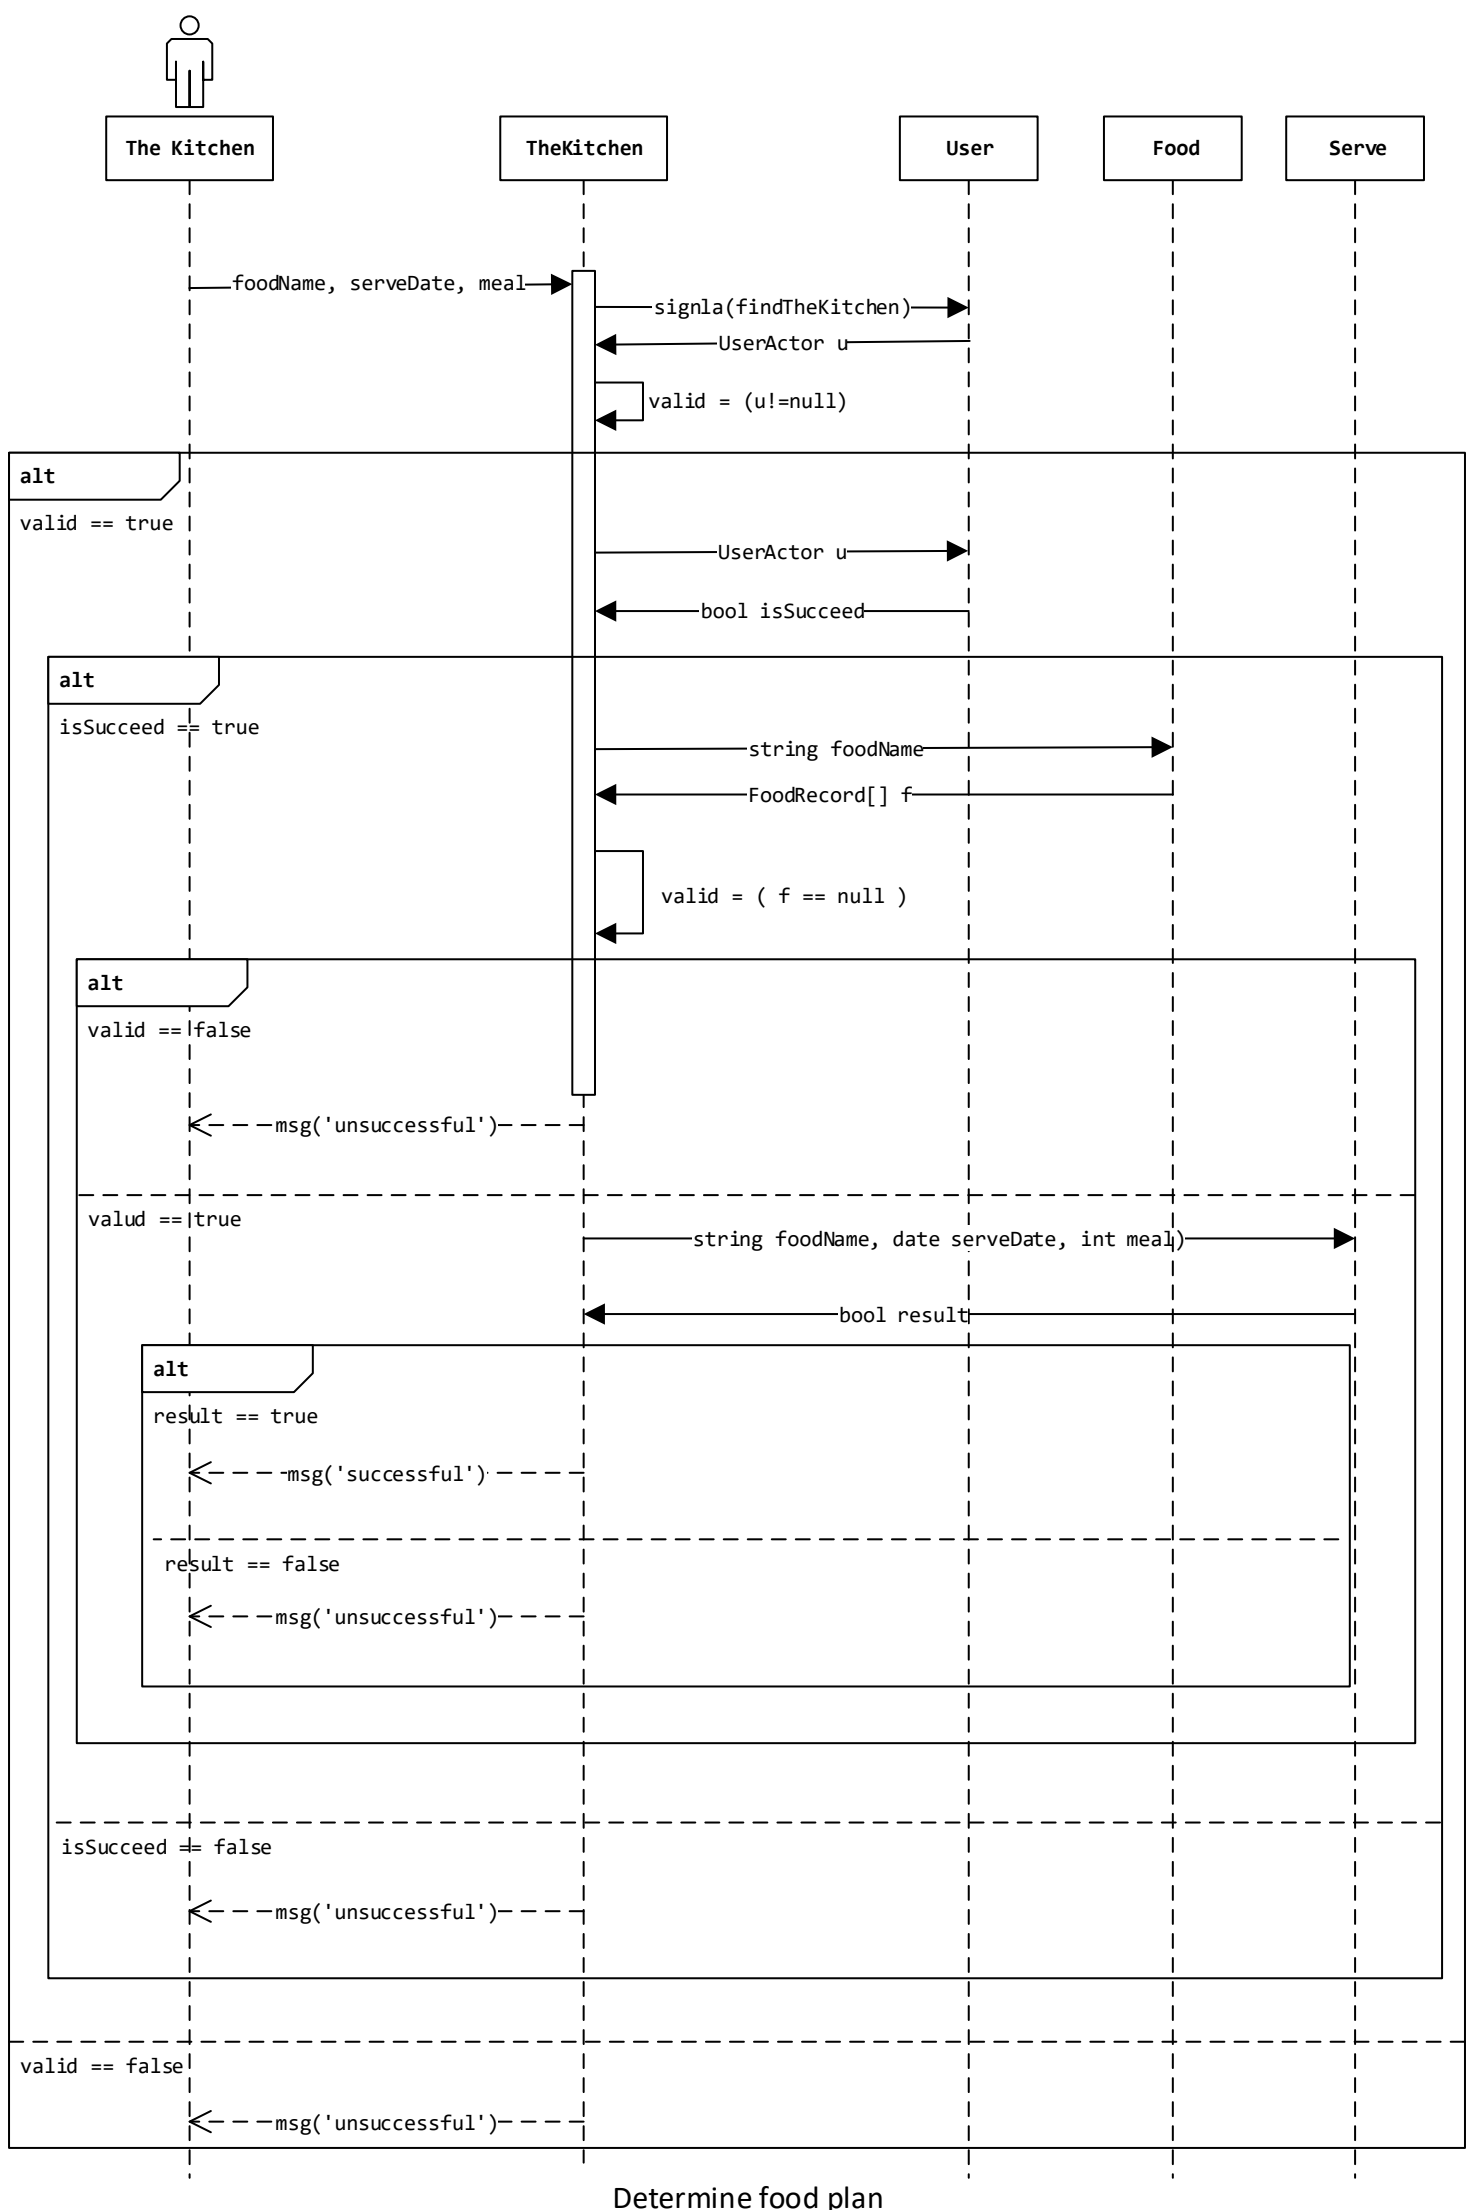 The Kitchen
TheKitchen
User
Food
Serve
foodName, serveDate, meal
signla(findTheKitchen)
UserActor u
valid = (u!=null)
alt
valid == true
UserActor u
bool isSucceed
alt
isSucceed == true
string foodName
FoodRecord[] f
valid = ( f == null )
alt
valid == false
msg('unsuccessful')
valud == true
string foodName, date serveDate, int meal)
bool result
alt
result == true
msg('successful')
result == false
msg('unsuccessful')
isSucceed == false
msg('unsuccessful')
valid == false
msg('unsuccessful')
Determine food plan